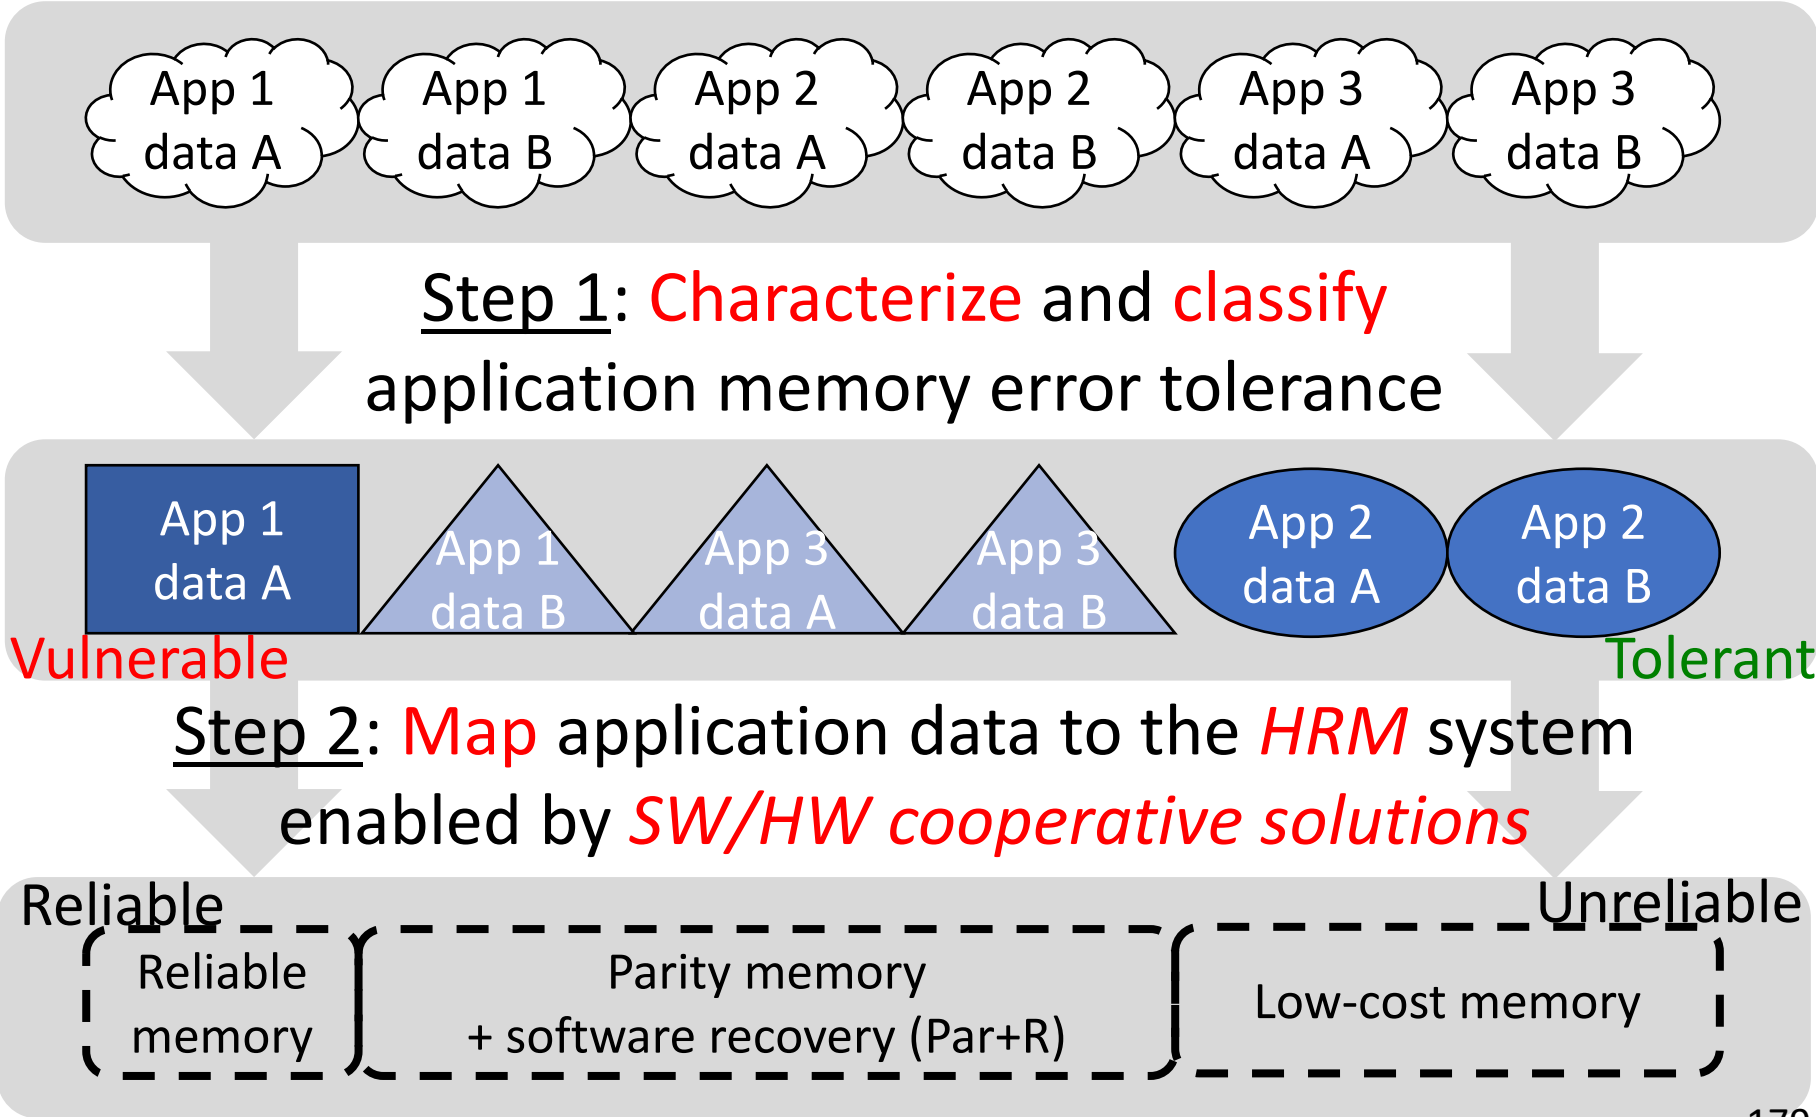 App 1
data A
App 1
data B
App 2
data A
App 2
data B
App 3
data A
App 3
data B
Step 1: Characterize and classify
application memory error tolerance
App 1
data A
App 1
data B
App 3
data A
App 3
data B
App 2
data A
App 2
data B
Vulnerable
Tolerant
Step 2: Map application data to the HRM system
enabled by SW/HW cooperative solutions
Reliable
Unreliable
Reliable
memory
Parity memory
+ software recovery (Par+R)
Low-cost memory